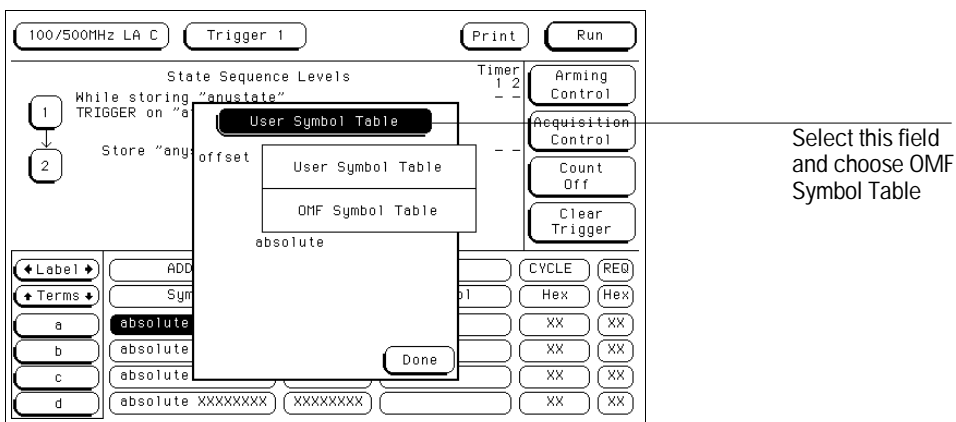 100/500MHz LA C
Trigger 1
Print
Run
State Sequence Levels
Timer
1 2
While storing "anystate"
TRIGGER on "a
1
- -
Arming
Control
User Symbol Table
Acquisition
Control
2
Store "any
offset
- -
User Symbol Table
OMF Symbol Table
absolute
Count
Off
Clear
Trigger
Select this field
and choose OMF
Symbol Table
Label
ADD
CYCLE
REQ
Terms
Sym
ol
Hex
Hex
a
absolute
XX
XX
b
absolute
XX
XX
Done
c
absolute
XX
XX
d
absolute XXXXXXXX
XXXXXXXX
XX
XX